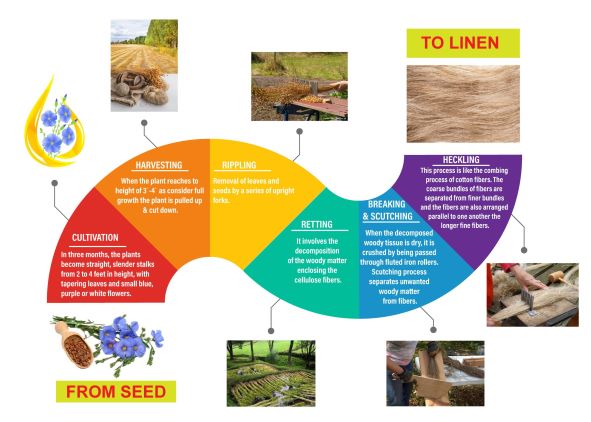 TO LINEN
HARVESTING
When the plant reaches to
height of 3´-4´ as consider full
growth the plant is pulled up
& cut down.
RIPPLING
Removal of leaves and
seeds by a series of upright
forks.
HECKLING
This process is like the combing
process of cotton fibers. The
coarse bundles of fibers are
separated from finer bundles
and the fibers are also arranged
parallel to one another the
longer fine fibers.
CULTIVATION
In three months, the plants
become straight, slender stalks
from 2 to 4 feet in height, with
tapering leaves and small blue,
purple or white flowers.
RETTING
It involves the
decomposition
of the woody matter
enclosing the
cellulose fibers.
BREAKING
& SCUTCHING
When the decomposed
woody tissue is dry, it is
crushed by being passed
through fluted iron rollers.
Scutching process
separates unwanted
woody matter
from fibers.
FROM SEED